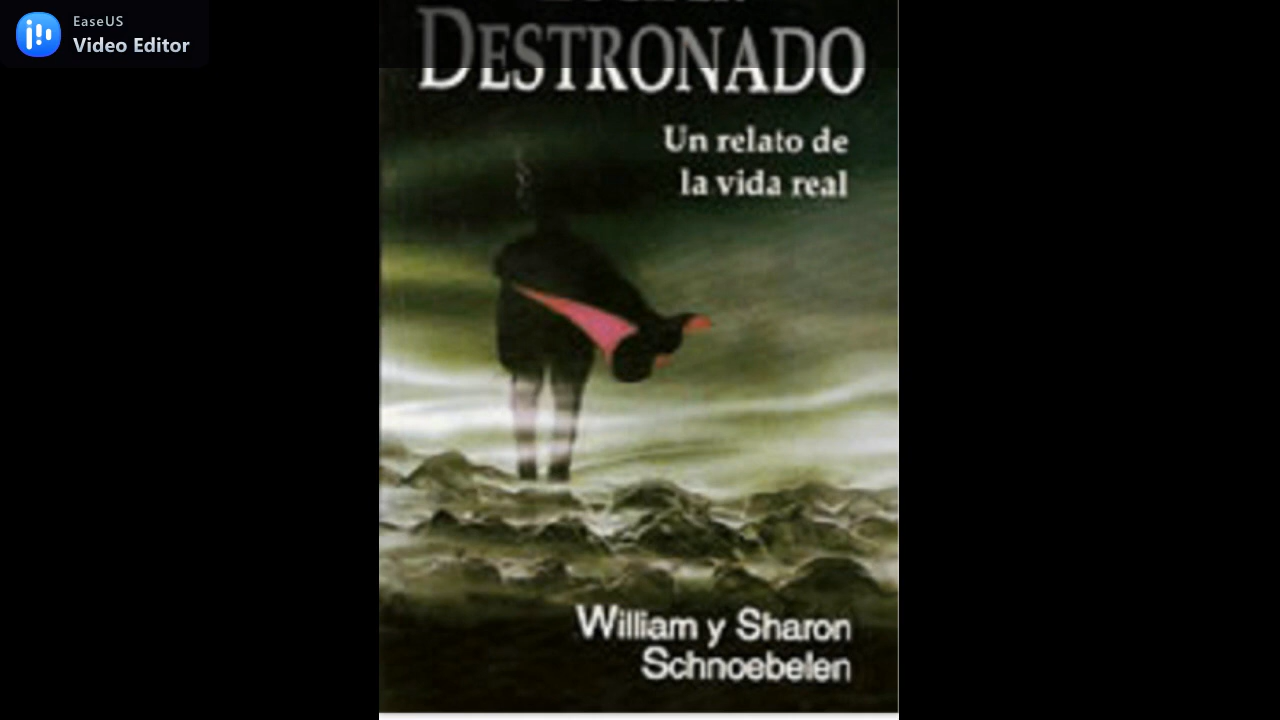 EaseUS
Video Editor
DESTRONADO
Un relato de
la vida real
William y Sharon
Schnoebelen